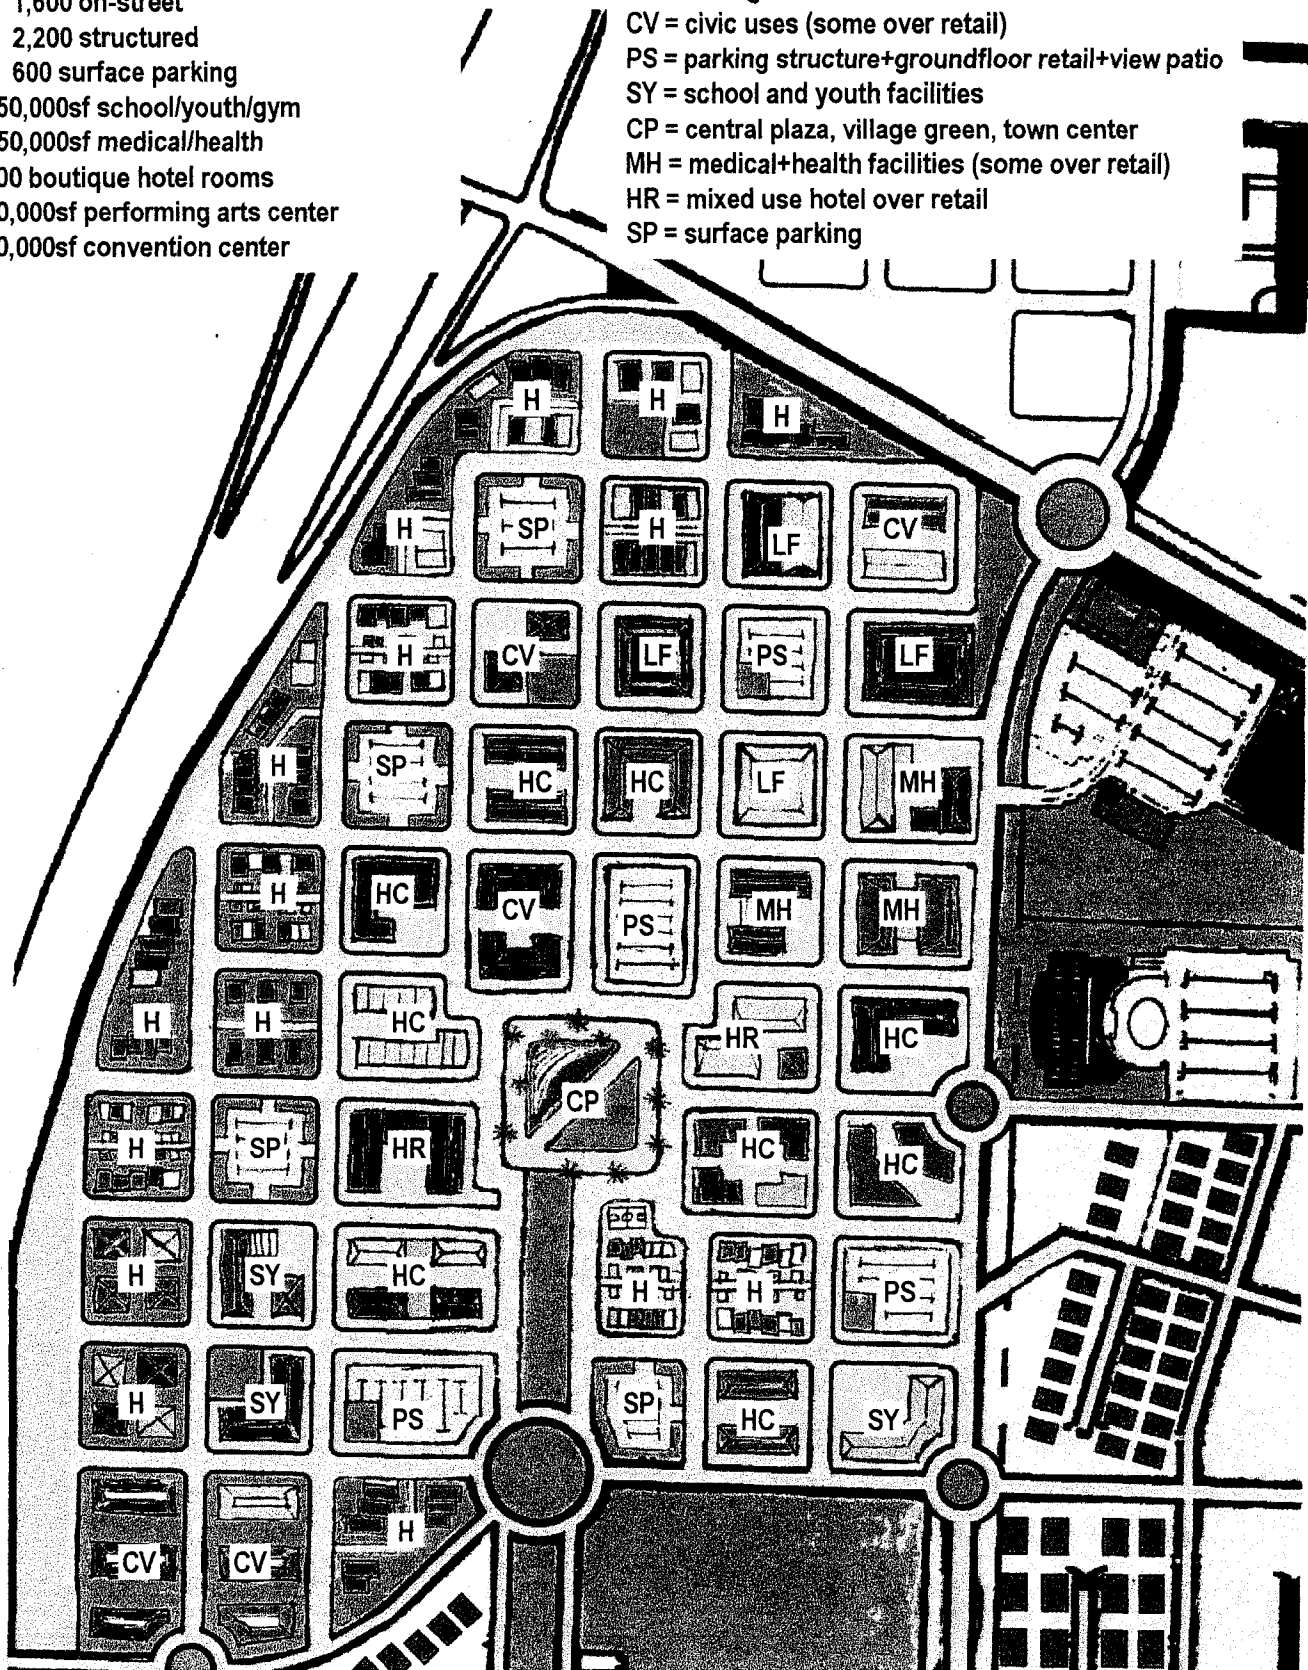 1,600 on-street
2,200 structured
600 surface parking
50,000sf school/youth/gym
50,000sf medical/health
00 boutique hotel rooms
0,000sf performing arts center
0,000sf convention center
CV = civic uses (some over retail)
PS = parking structure+groundfloor retail+view patio
SY = school and youth facilities
CP = central plaza, village green, town center
MH = medical+health facilities (some over retail)
HR = mixed use hotel over retail
SP = surface parking
H H H
H SP H LF CV
H CV LF PS LF
H SP HC HC LF MH
H HC CV PS MH MH
H H HC HR HC
CP
H SP HR HC HC
H SY HC H H PS
H SY PS SP HC SY
CV CV H